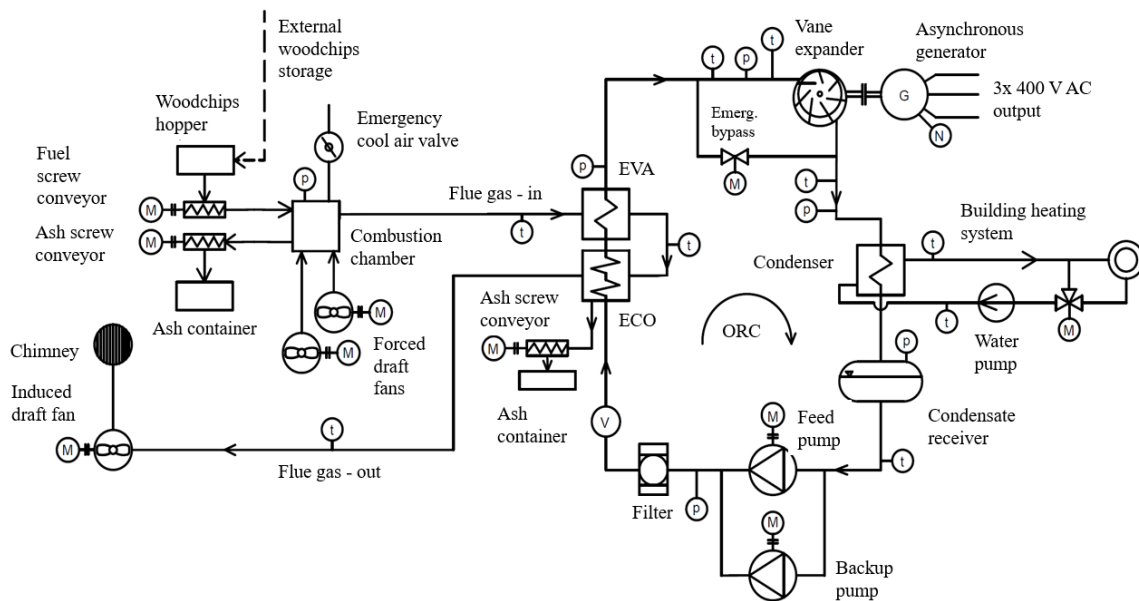 External
woodchips
storage
Woodchips
hopper
Fuel
screw
conveyor
M
Ash screw
conveyor
M
Ash container
Emergency
cool air valve
p
Combustion
chamber
M
M
Forced
draft
fans
Chimney
Induced
draft fan
M
t
Flue gas - out
Flue gas - in
t
EVA
p
t
ECO
Ash screw
conveyor
M
Ash
container
ORC
t
p
t
Vane
expander
Emerg.
bypass
M
Asynchronous
generator
G
N
3x 400 V AC
output
t
p
Condenser
Building heating
system
t
t
Water
pump
M
p
Condensate
receiver
t
M
Feed
pump
M
Backup
pump
p
Filter
V